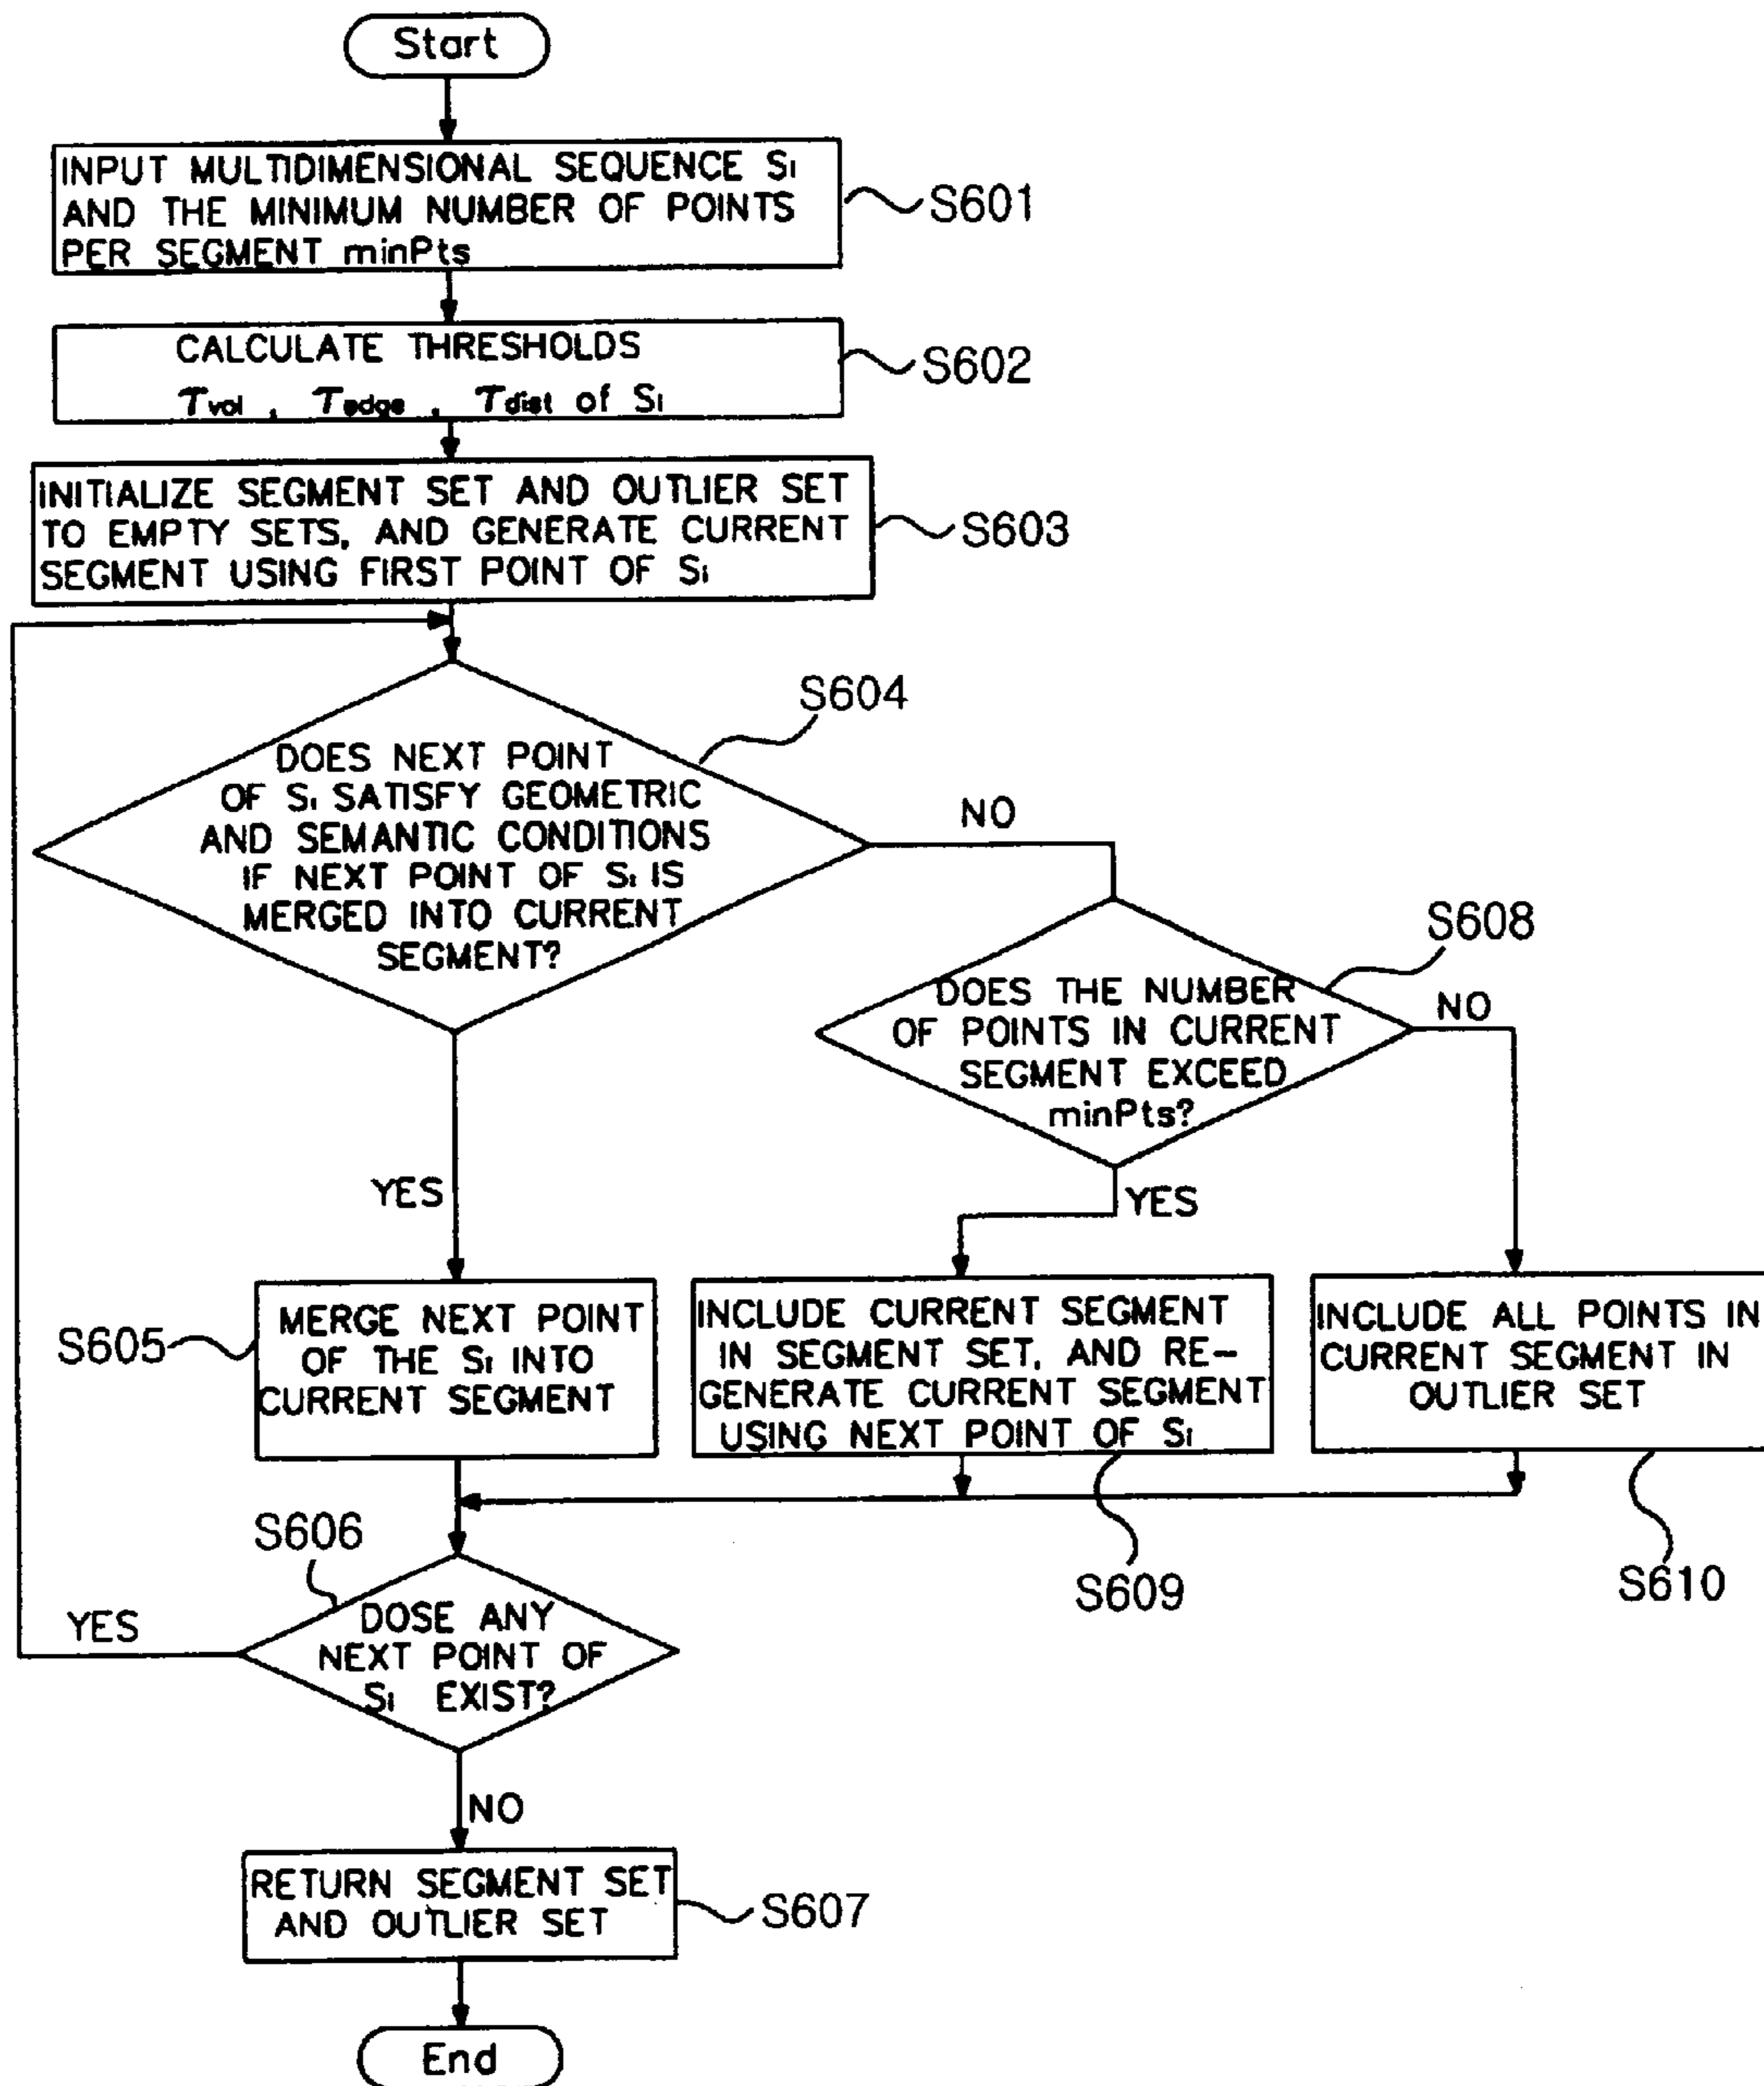 Start
INPUT MULTIDIMENSIONAL SEQUENCE Si
AND THE MINIMUM NUMBER OF POINTS
PER SEGMENT minPts
S601
CALCULATE THRESHOLDS
τvol , τedge , τdist of Si
S602
INITIALIZE SEGMENT SET AND OUTLIER SET
TO EMPTY SETS, AND GENERATE CURRENT
SEGMENT USING FIRST POINT OF Si
S603
S604
DOES NEXT POINT
OF Si SATISFY GEOMETRIC
AND SEMANTIC CONDITIONS
IF NEXT POINT OF Si IS
MERGED INTO CURRENT
SEGMENT?
NO
YES
S608
DOES THE NUMBER
OF POINTS IN CURRENT
SEGMENT EXCEED
minPts?
NO
YES
S605
MERGE NEXT POINT
OF THE Si INTO
CURRENT SEGMENT
INCLUDE CURRENT SEGMENT
IN SEGMENT SET, AND RE-
GENERATE CURRENT SEGMENT
USING NEXT POINT OF Si
S609
INCLUDE ALL POINTS IN
CURRENT SEGMENT IN
OUTLIER SET
S610
S606
DOSE ANY
NEXT POINT OF
Si EXIST?
YES
NO
RETURN SEGMENT SET
AND OUTLIER SET
S607
End